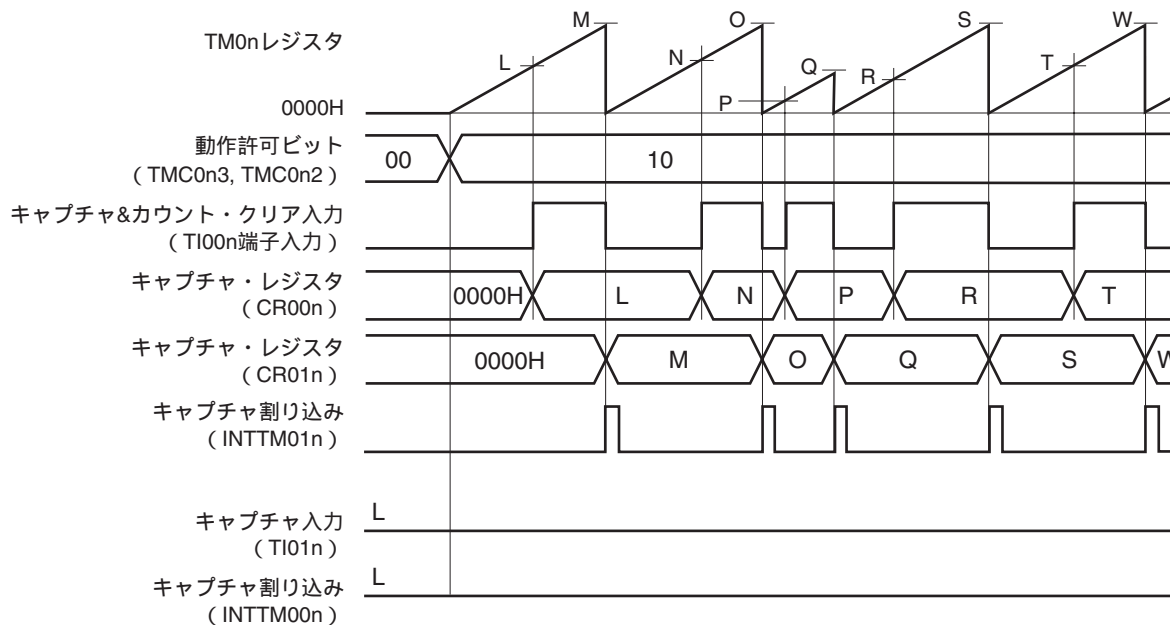 M O S W
TM0nレジスタ
L N Q R T
P
0000H
動作許可ビット
(TMC0n3, TMC0n2)
00 10
キャプチャ&カウント・クリア入力
(TI00n端子入力)
キャプチャ・レジスタ
(CR00n)
0000H L N P R T
キャプチャ・レジスタ
(CR01n)
0000H M O Q S W
キャプチャ割り込み
(INTTM01n)
キャプチャ入力
(TI01n)
L
キャプチャ割り込み
(INTTM00n)
L